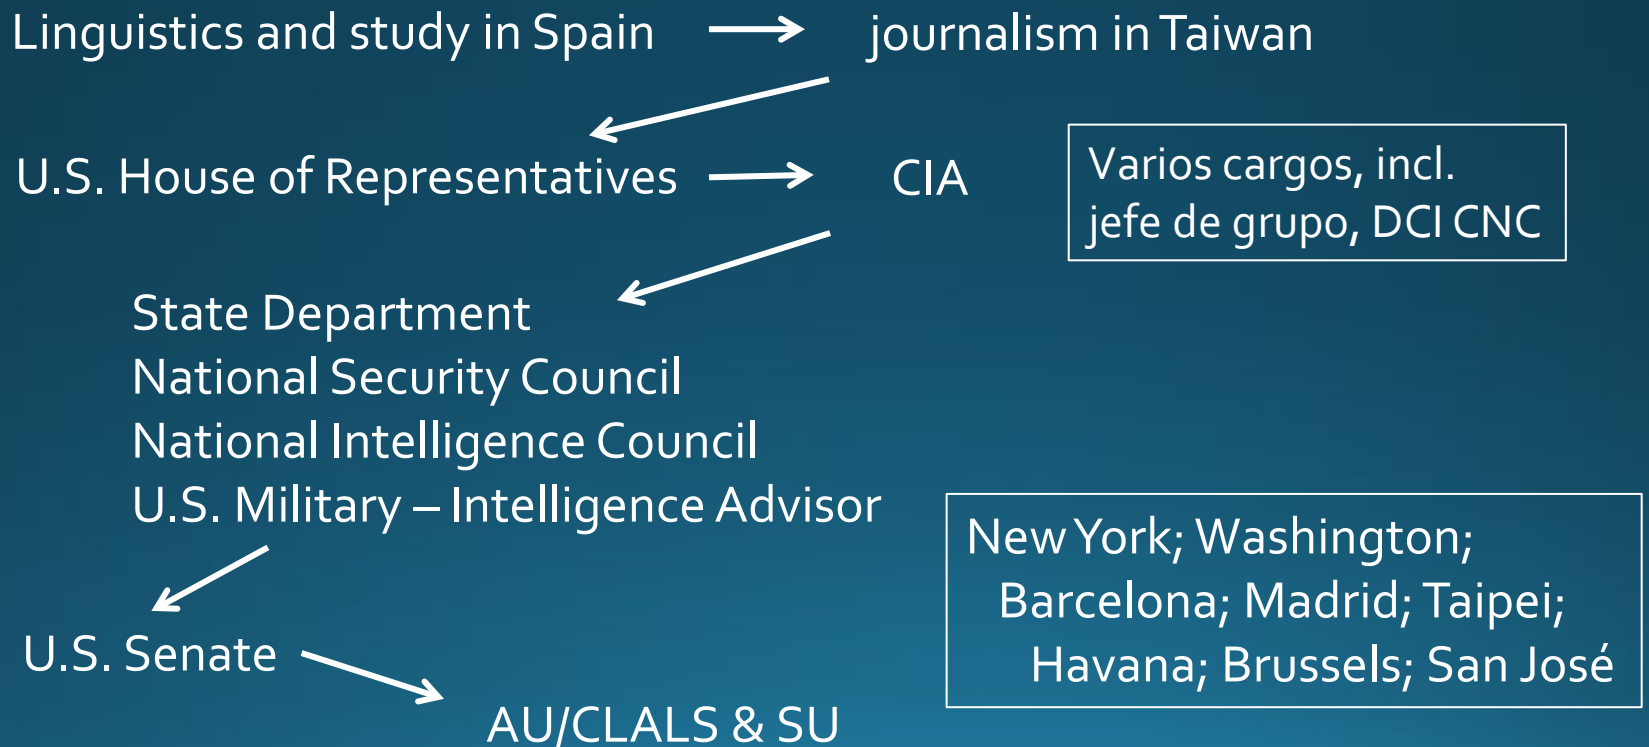 Linguistics and study in Spain
journalism in Taiwan
U.S. House of Representatives
CIA
Varios cargos, incl.
jefe de grupo, DCI CNC
State Department
National Security Council
National Intelligence Council
U.S. Military – Intelligence Advisor
New York; Washington;
Barcelona; Madrid; Taipei;
Havana; Brussels; San José
U.S. Senate
AU/CLALS & SU